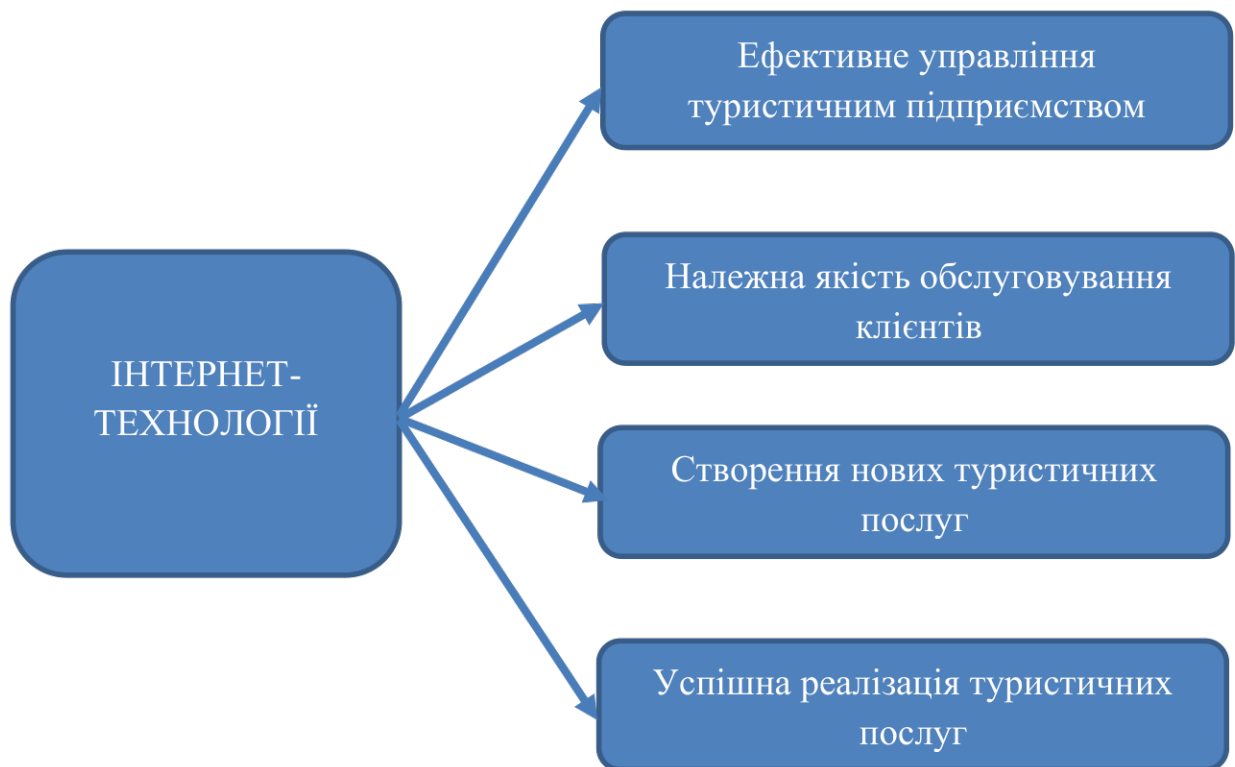 Ефективне управління
туристичним підприємством
Належна якість обслуговування
клієнтів
ІНТЕРНЕТ-
ТЕХНОЛОГІЇ
Створення нових туристичних
послуг
Успішна реалізація туристичних
послуг